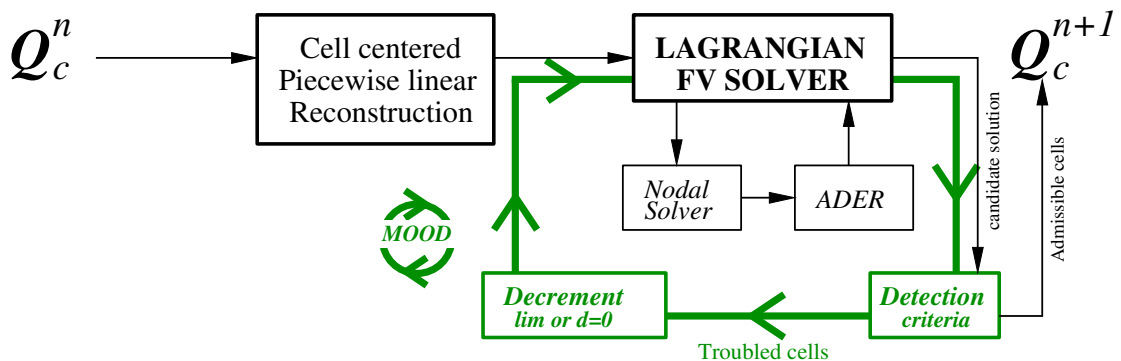 Q_c^n
Cell centered
Piecewise linear
Reconstruction
LAGRANGIAN
FV SOLVER
Q_c^{n+1}
Nodal
Solver
ADER
candidate solution
Admissible cells
MOOD
Decrement
lim or d=0
Detection
criteria
Troubled cells